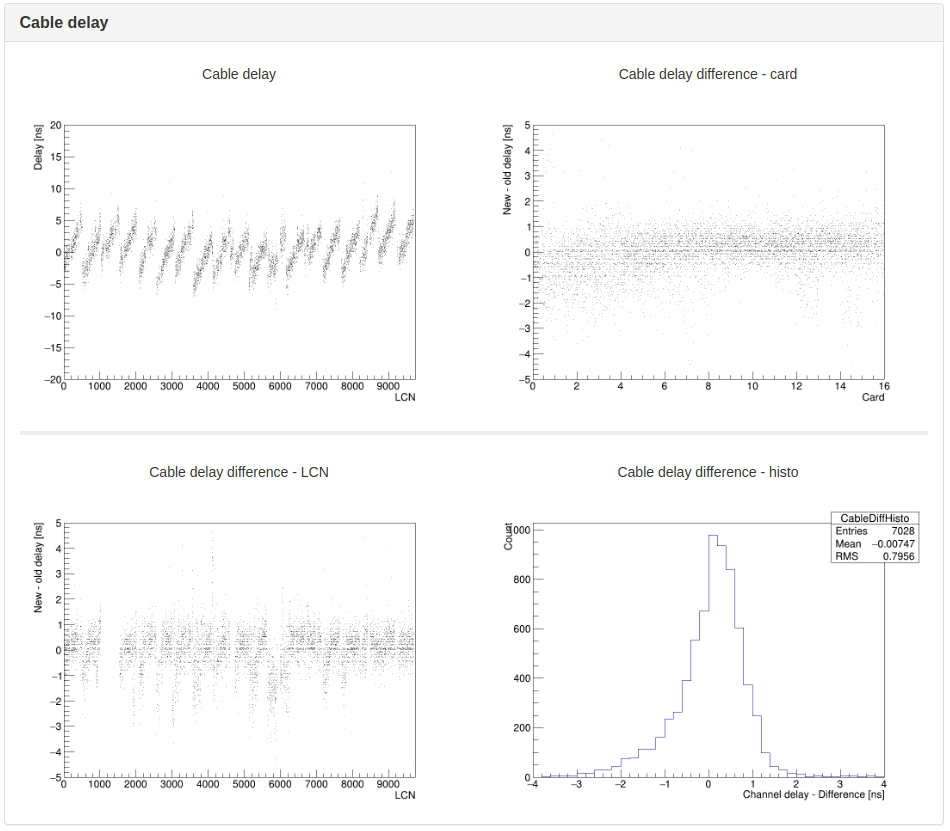 Cable delay
Cable delay
Delay [ns]
20
15
10
5
0
−5
−10
−15
−20
0 1000 2000 3000 4000 5000 6000 7000 8000 9000
LCN
Cable delay difference - card
New - old delay [ns]
5
4
3
2
1
0
−1
−2
−3
−4
−5
0 2 4 6 8 10 12 14 16
Card
Cable delay difference - LCN
New - old delay [ns]
5
4
3
2
1
0
−1
−2
−3
−4
−5
0 1000 2000 3000 4000 5000 6000 7000 8000 9000
LCN
Cable delay difference - histo
CableDiffHisto
Entries 7028
Mean −0.00747
RMS 0.7956
Count
1000
800
600
400
200
0
−4 −3 −2 −1 0 1 2 3 4
Channel delay - Difference [ns]